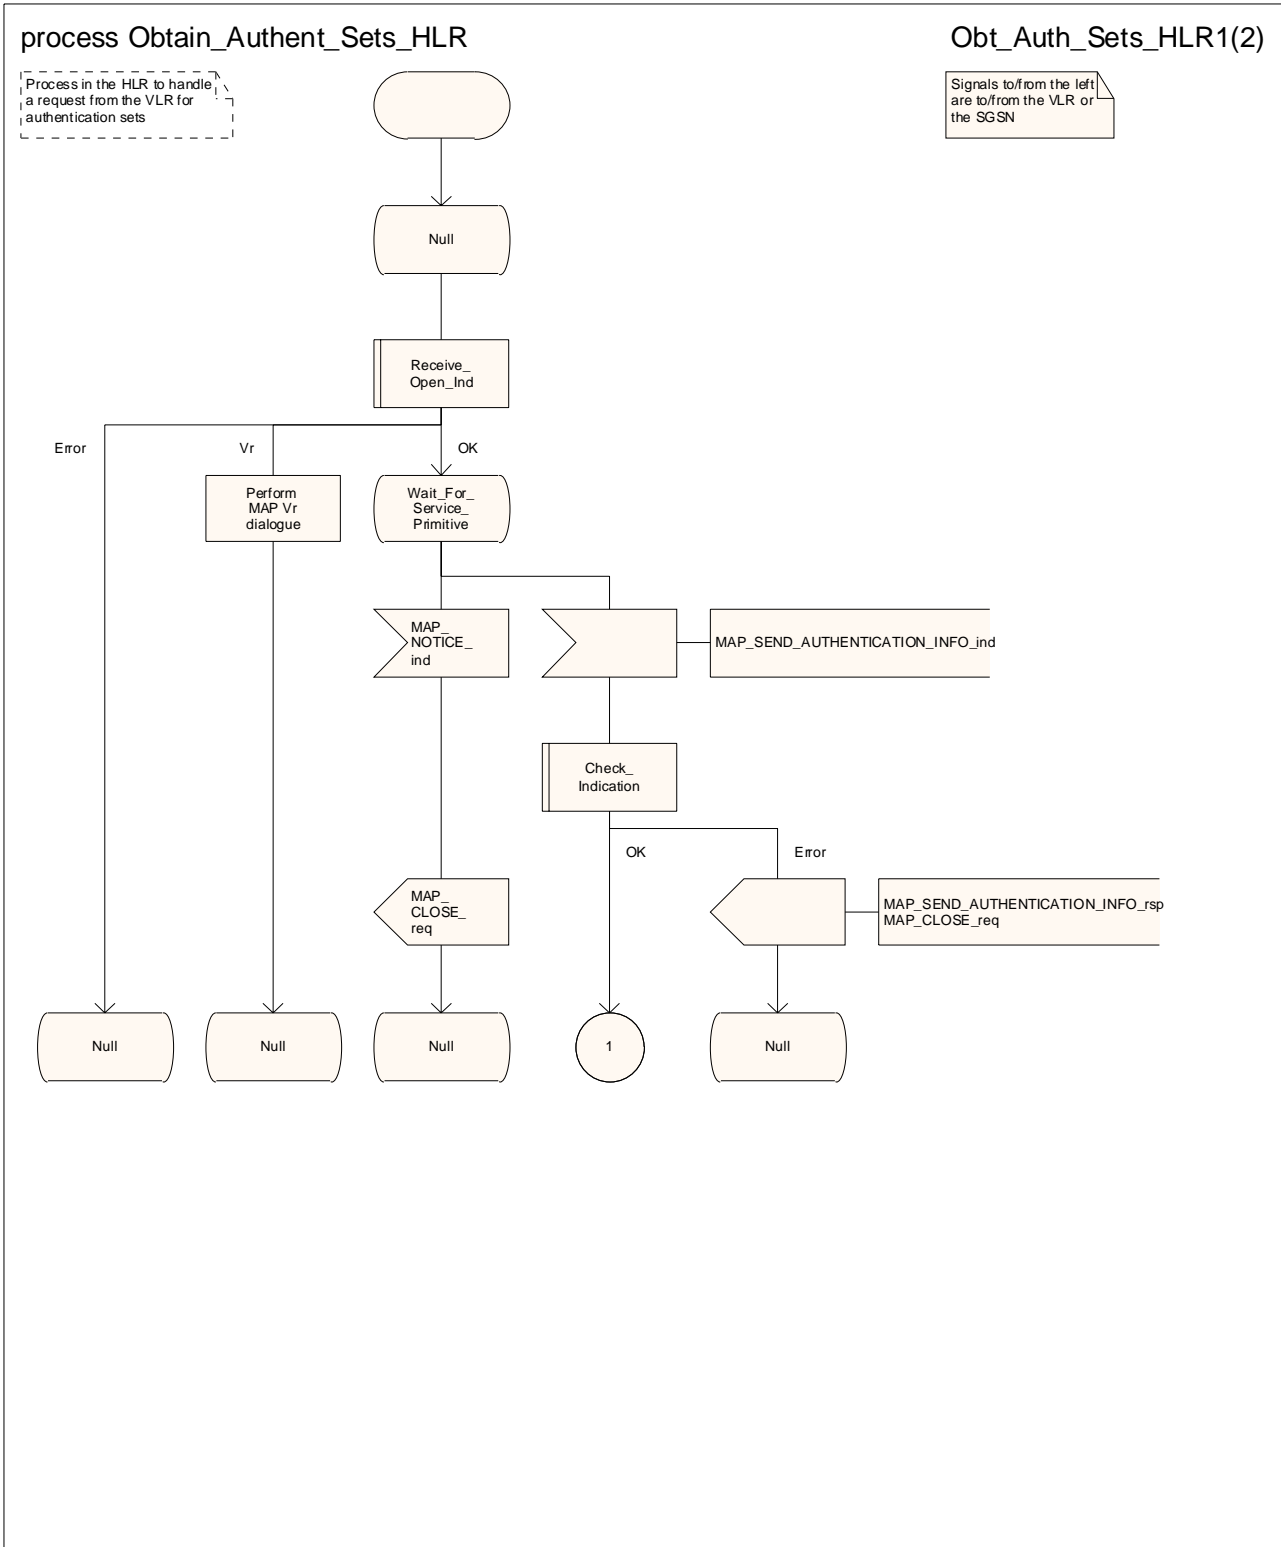 process Obtain_Authent_Sets_HLR
Obt_Auth_Sets_HLR1(2)
Process in the HLR to handle
a request from the VLR for
authentication sets
Signals to/from the left
are to/from the VLR or
the SGSN
Null
Receive_
Open_Ind
Error
Vr
OK
Perform
MAP Vr
dialogue
Wait_For_
Service_
Primitive
MAP_
NOTICE_
ind
MAP_SEND_AUTHENTICATION_INFO_ind
Check_
Indication
OK
Error
MAP_
CLOSE_
req
MAP_SEND_AUTHENTICATION_INFO_rsp
MAP_CLOSE_req
Null
Null
Null
1
Null